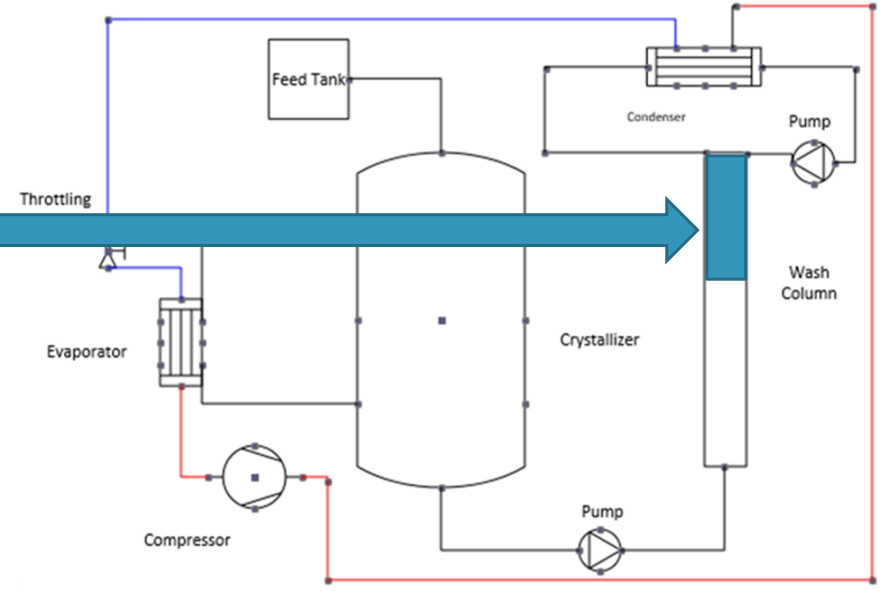 Feed Tank
Condenser
Pump
Throttling
Wash
Column
Crystallizer
Evaporator
Pump
Compressor